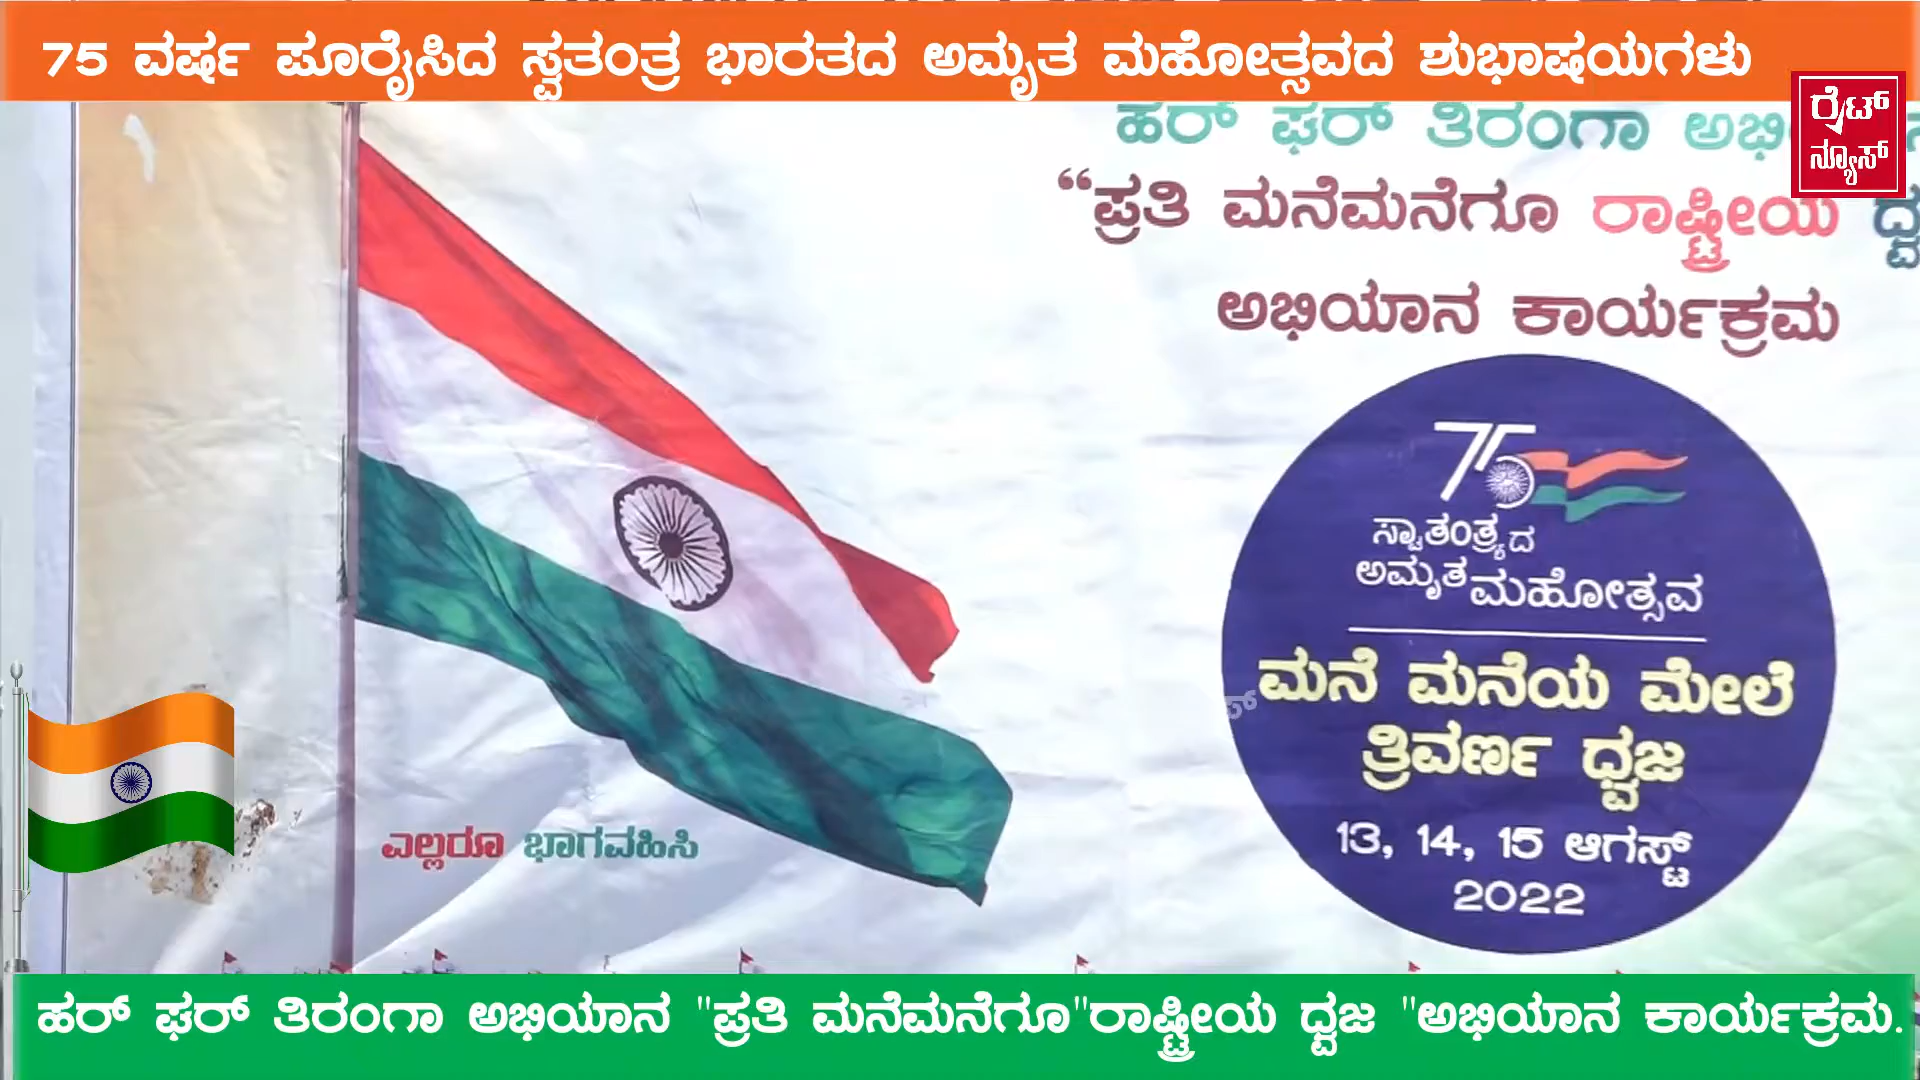 75 ವರ್ಷ ಪೂರೈಸಿದ ಸ್ವತಂತ್ರ ಭಾರತದ ಅಮೃತ ಮಹೋತ್ಸವದ ಶುಭಾಷಯಗಳು
ರೈಟ್
ನ್ಯೂಸ್
ಹರ್ ಘರ್ ತಿರಂಗಾ
"ಪ್ರತಿ ಮನೆಮನೆಗೂ ರಾಷ್ಟ್ರೀಯ
ಅಭಿಯಾನ ಕಾರ್ಯಕ್ರಮ
75
ಸ್ವಾತಂತ್ರ್ಯದ
ಅಮೃತ ಮಹೋತ್ಸವ
ಮನೆ ಮನೆಯ ಮೇಲೆ
ತ್ರಿವರ್ಣ ಧ್ವಜ
13, 14, 15 ಆಗಸ್ಟ್
2022
ಎಲ್ಲರೂ ಭಾಗವಹಿಸಿ
ಹರ್ ಘರ್ ತಿರಂಗಾ ಅಭಿಯಾನ "ಪ್ರತಿ ಮನೆಮನೆಗೂ"ರಾಷ್ಟ್ರೀಯ ಧ್ವಜ "ಅಭಿಯಾನ ಕಾರ್ಯಕ್ರಮ.